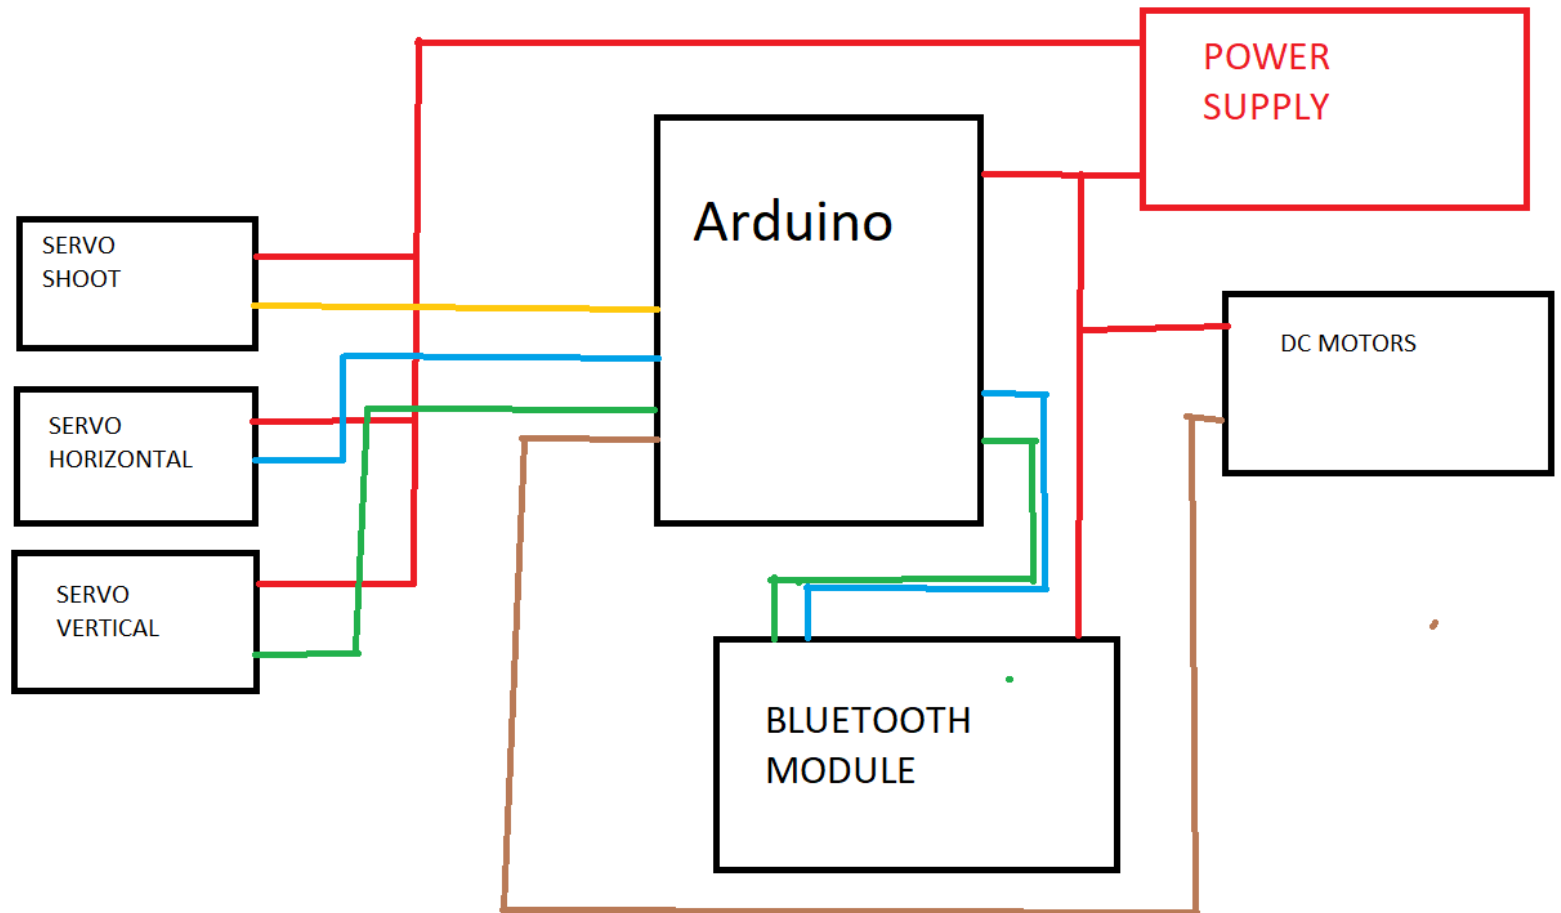 POWER
SUPPLY
Arduino
SERVO
SHOOT
DC MOTORS
SERVO
HORIZONTAL
SERVO
VERTICAL
BLUETOOTH
MODULE